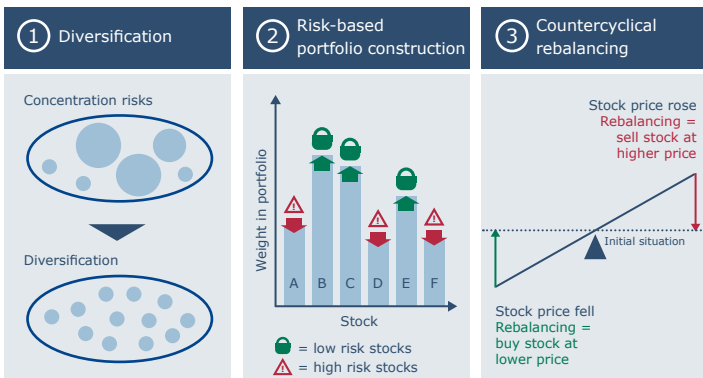 1 Diversification
Concentration risks
Diversification
2 Risk-based
portfolio construction
Weight in portfolio
! ! !
A B C D E F
Stock
= low risk stocks
! = high risk stocks
3 Countercyclical
rebalancing
Stock price rose
Rebalancing =
sell stock at
higher price
Initial situation
Stock price fell
Rebalancing =
buy stock at
lower price